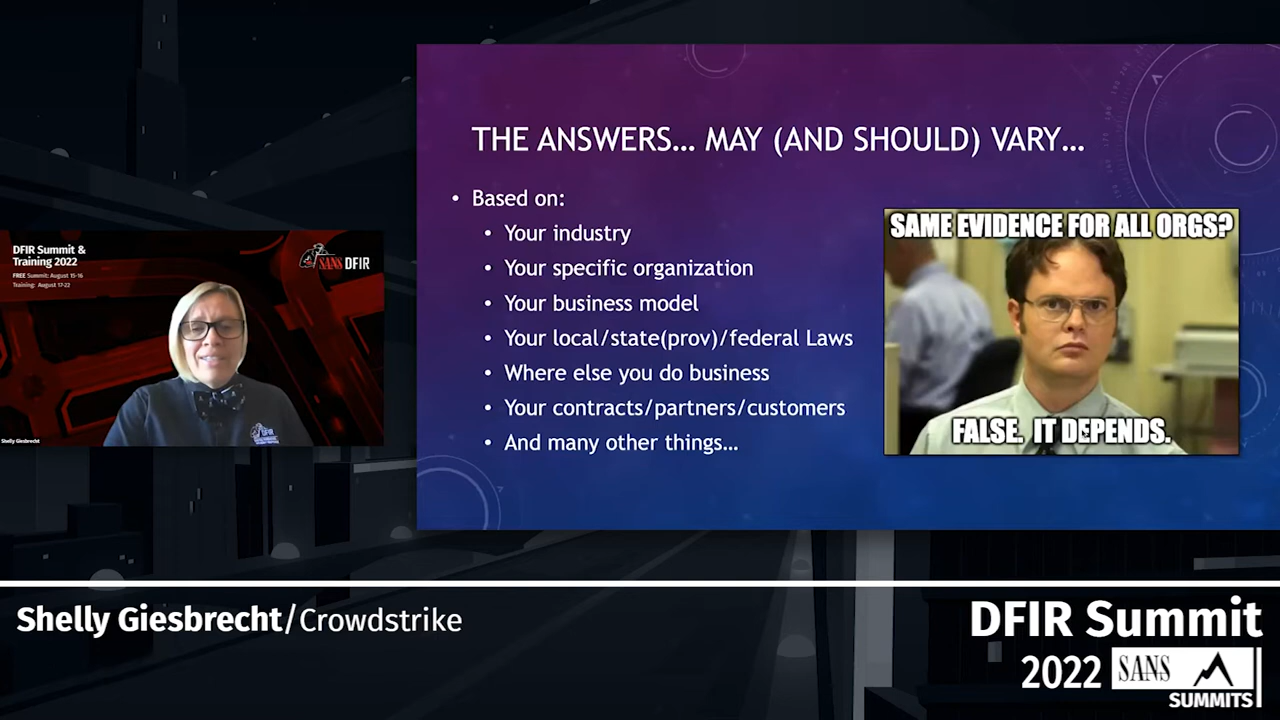 THE ANSWERS... MAY (AND SHOULD) VARY...
• Based on:
• Your industry
• Your specific organization
• Your business model
• Your local/state(prov)/federal Laws
• Where else you do business
• Your contracts/partners/customers
• And many other things...
SAME EVIDENCE FOR ALL ORGS?
FALSE. IT DEPENDS.
DFIR Summit &
Training 2022
FREE Summit: August 15-16
Training: August 17-22
SANS DFIR
DFIR
Shelly Giesbrecht
Shelly Giesbrecht/Crowdstrike
DFIR Summit
2022 SANS
SUMMITS